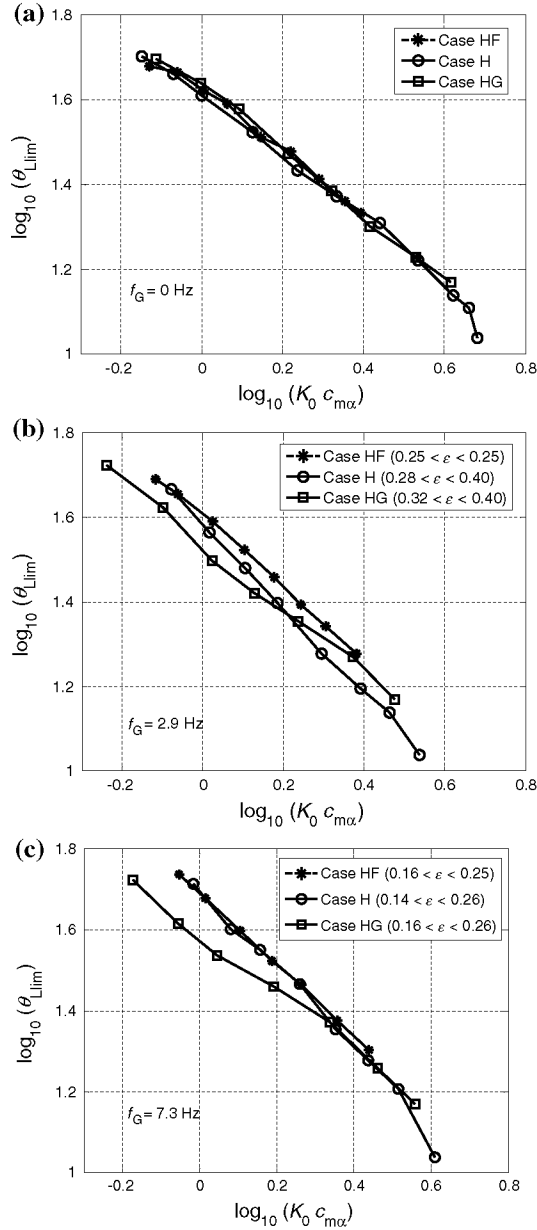 (a)
1.8
1.6
1.4
1.2
1
log10 (θLlim)
Case HF
Case H
Case HG
fG = 0 Hz
-0.2 0 0.2 0.4 0.6 0.8
log10 (K0 cmα)
(b)
1.8
1.6
1.4
1.2
1
log10 (θLlim)
Case HF (0.25 < ε < 0.25)
Case H (0.28 < ε < 0.40)
Case HG (0.32 < ε < 0.40)
fG = 2.9 Hz
-0.2 0 0.2 0.4 0.6 0.8
log10 (K0 cmα)
(c)
1.8
1.6
1.4
1.2
1
log10 (θLlim)
Case HF (0.16 < ε < 0.25)
Case H (0.14 < ε < 0.26)
Case HG (0.16 < ε < 0.26)
fG = 7.3 Hz
-0.2 0 0.2 0.4 0.6 0.8
log10 (K0 cmα)